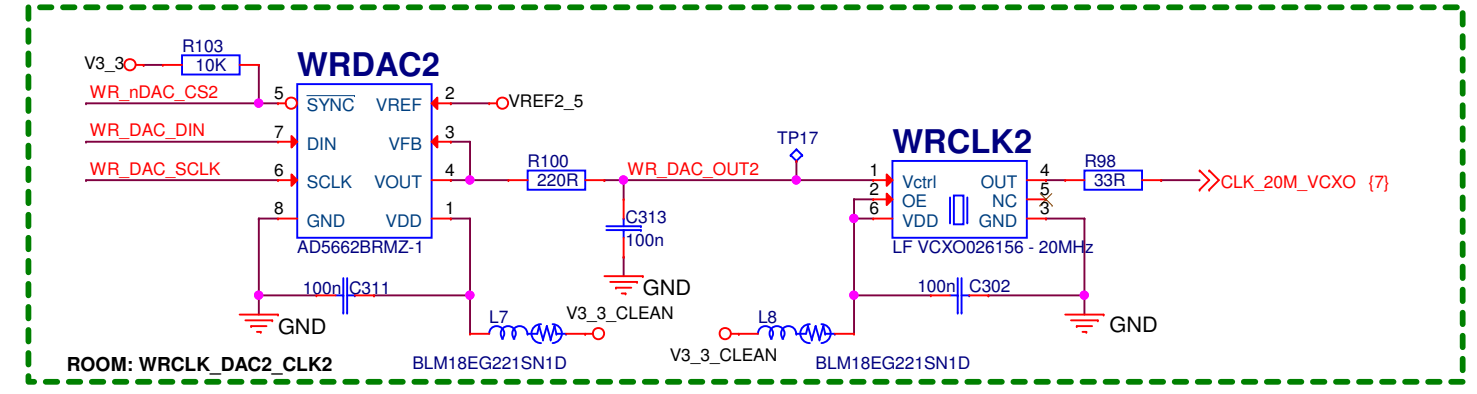 R103
V3_3
10K
WRDAC2
WR_nDAC_CS2
5
SYNC
VREF
2
VREF2_5
WR_DAC_DIN
7
DIN
VFB
3
TP17
WRCLK2
WR_DAC_SCLK
6
SCLK
VOUT
4
R100
220R
WR_DAC_OUT2
1
Vctrl
OUT
4
R98
33R
CLK_20M_VCXO {7}
2
OE
NC
5
8
GND
VDD
1
C313
100n
6
VDD
GND
3
AD5662BRMZ-1
LF VCXO026156 - 20MHz
100n
C311
GND
100n
C302
GND
L7
V3_3_CLEAN
L8
GND
V3_3_CLEAN
ROOM: WRCLK_DAC2_CLK2
BLM18EG221SN1D
BLM18EG221SN1D